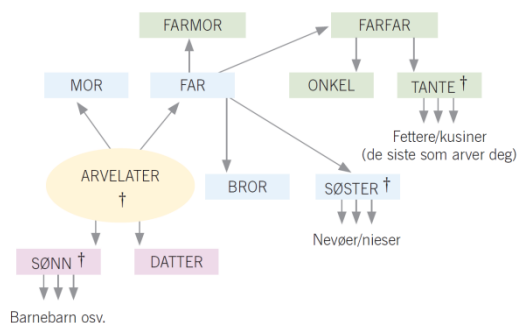 FARMOR
FARFAR
MOR
FAR
ONKEL
TANTE †
Fettere/kusiner
(de siste som arver deg)
ARVELATER
†
BROR
SØSTER †
Nevøer/nieser
SØNN †
DATTER
Barnebarn osv.